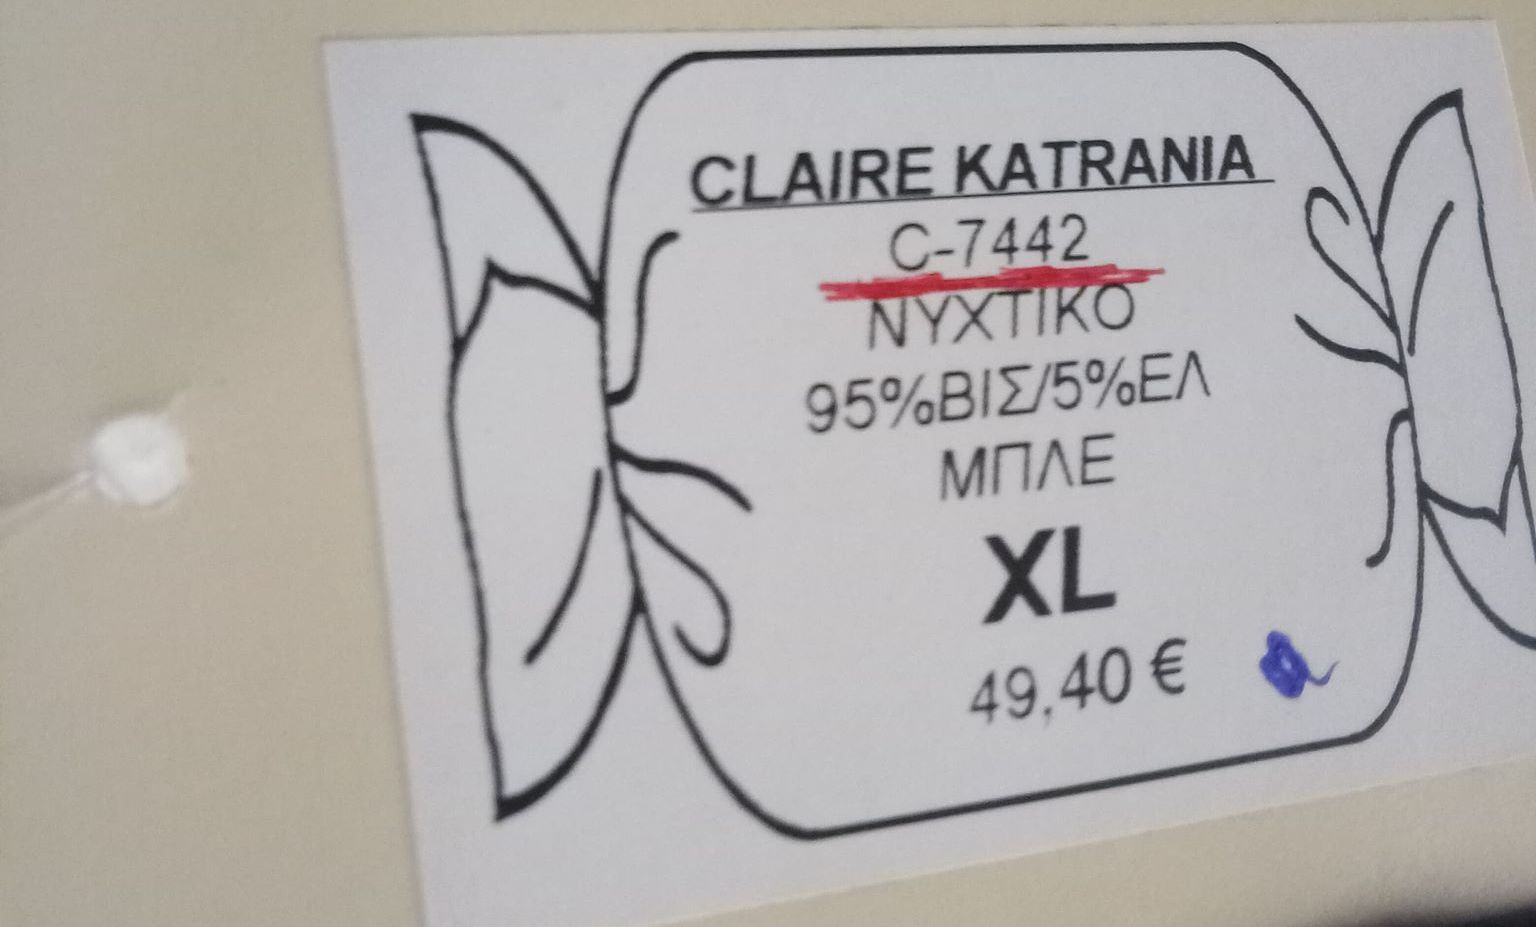 CLAIRE KATRANIA
C-7442
ΝΥΧΤΙΚΟ
95%ΒΙΣ/5%ΕΛ
ΜΠΛΕ
XL
49,40 €